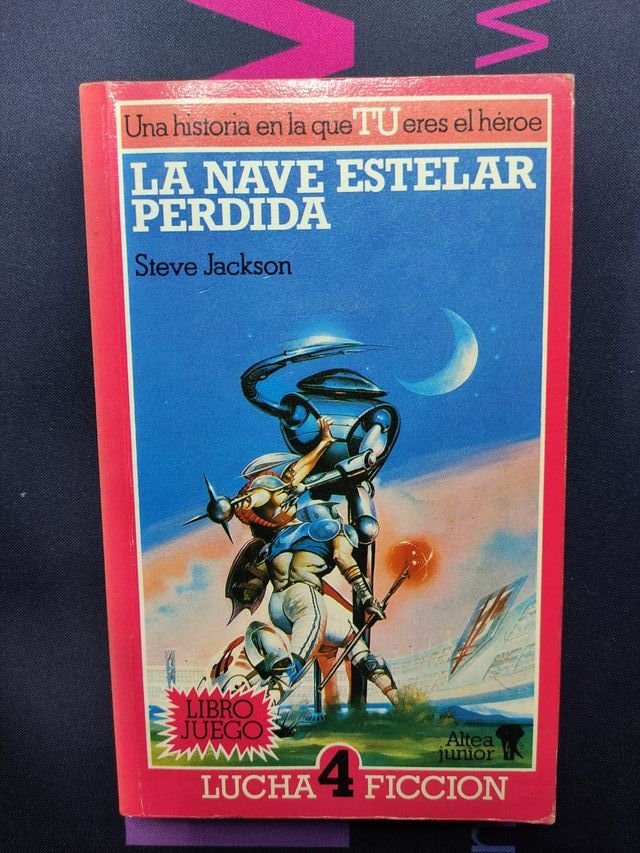 Una historia en la que TU eres el héroe
LA NAVE ESTELAR
PERDIDA
Steve Jackson
LIBRO
JUEGO
Altea
junior
LUCHA 4 FICCION